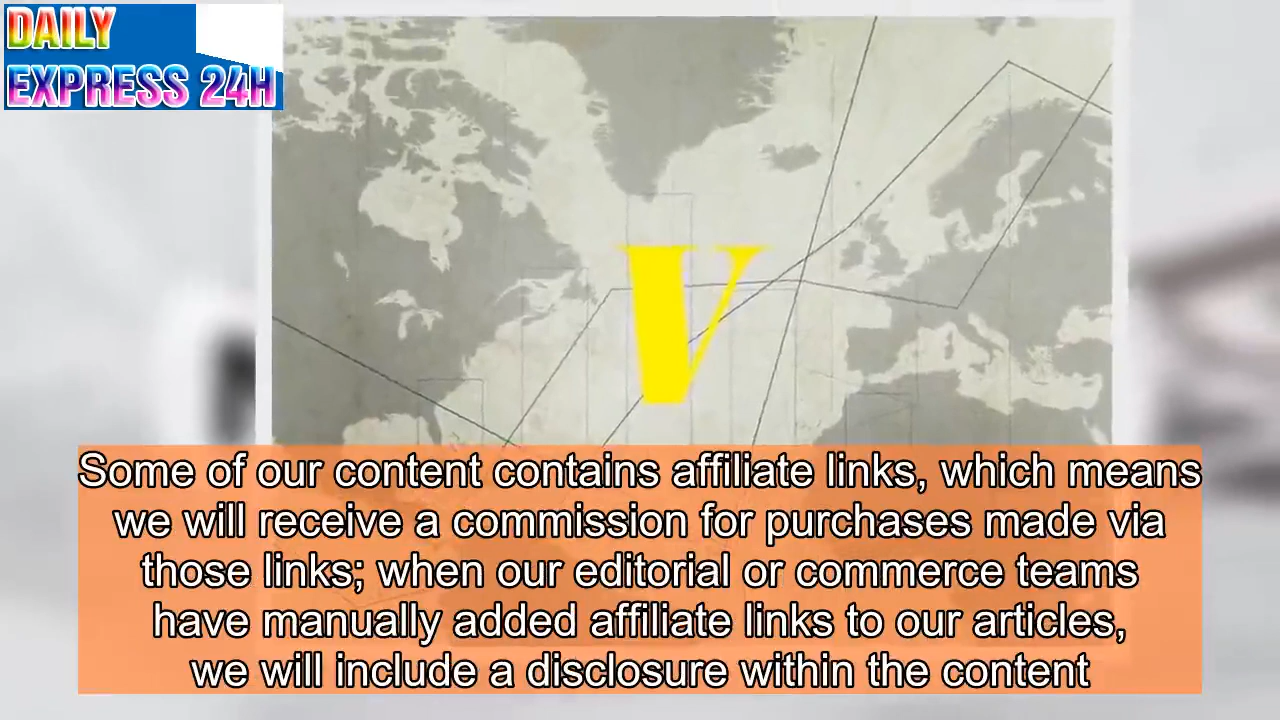 DAILY
EXPRESS 24H
V
Some of our content contains affiliate links, which means
we will receive a commission for purchases made via
those links; when our editorial or commerce teams
have manually added affiliate links to our articles,
we will include a disclosure within the content